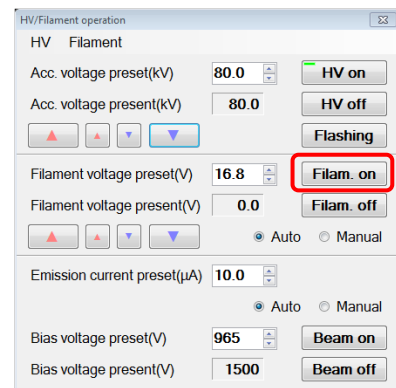 HV/Filament operation
HV Filament
Acc. voltage preset(kV) 80.0 HV on
Acc. voltage present(kV) 80.0 HV off
Flashing
Filament voltage preset(V) 16.8 Filam. on
Filament voltage present(V) 0.0 Filam. off
Auto Manual
Emission current preset(µA) 10.0
Auto Manual
Bias voltage preset(V) 965 Beam on
Bias voltage present(V) 1500 Beam off